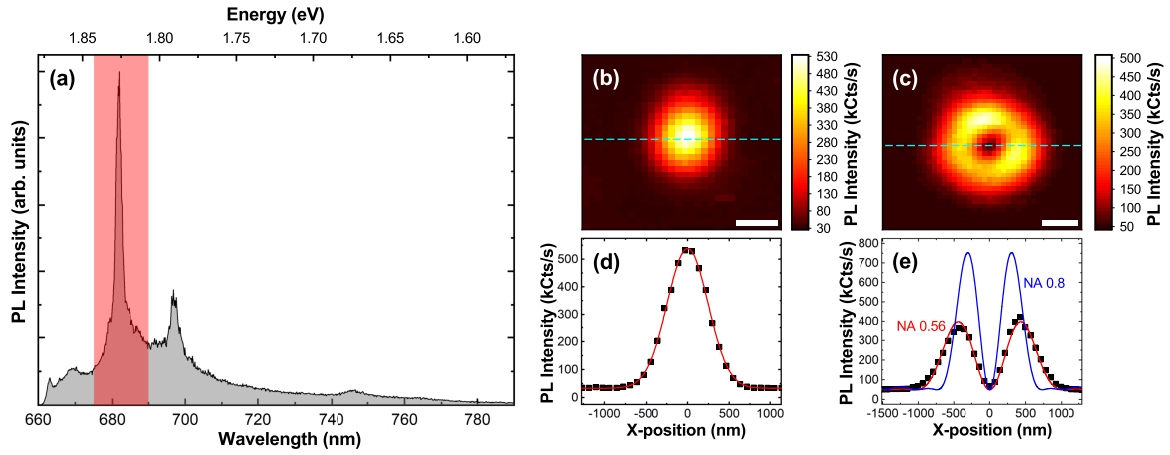 Energy (eV)
1.85 1.80 1.79 1.75 1.70 1.67 1.65 1.60
(a)
PL Intensity (arb. units)
660 680 700 720 740 760 780
Wavelength (nm)
(b)
530
480
430
380
330
280
230
180
130
80
30
PL Intensity (kCts/s)
(c)
500
450
400
350
300
250
200
150
100
50
PL Intensity (kCts/s)
(d)
500
400
300
200
100
0
PL Intensity (kCts/s)
-1000 -500 0 500 1000
X-position (nm)
(e)
800
700
600
500
400
300
200
100
0
PL Intensity (kCts/s)
NA 0.8
NA 0.56
-1500 -1000 -500 0 500 1000
X-position (nm)